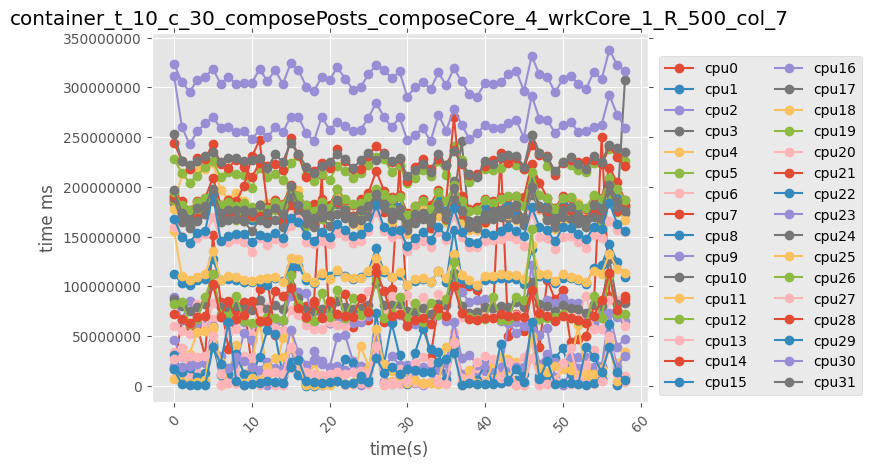 container_t_10_c_30_composePosts_composeCore_4_wrkCore_1_R_500_col_7
350000000
300000000
250000000
200000000
150000000
100000000
50000000
0
time ms
0
10
20
30
40
50
60
time(s)
cpu0
cpu1
cpu2
cpu3
cpu4
cpu5
cpu6
cpu7
cpu8
cpu9
cpu10
cpu11
cpu12
cpu13
cpu14
cpu15
cpu16
cpu17
cpu18
cpu19
cpu20
cpu21
cpu22
cpu23
cpu24
cpu25
cpu26
cpu27
cpu28
cpu29
cpu30
cpu31